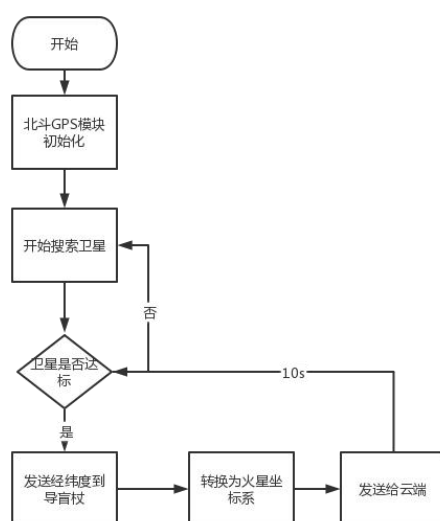 开始
北斗GPS模块
初始化
开始搜索卫星
否
卫星是否达
标
10s
是
发送经纬度到
导盲杖
转换为火星坐
标系
发送给云端